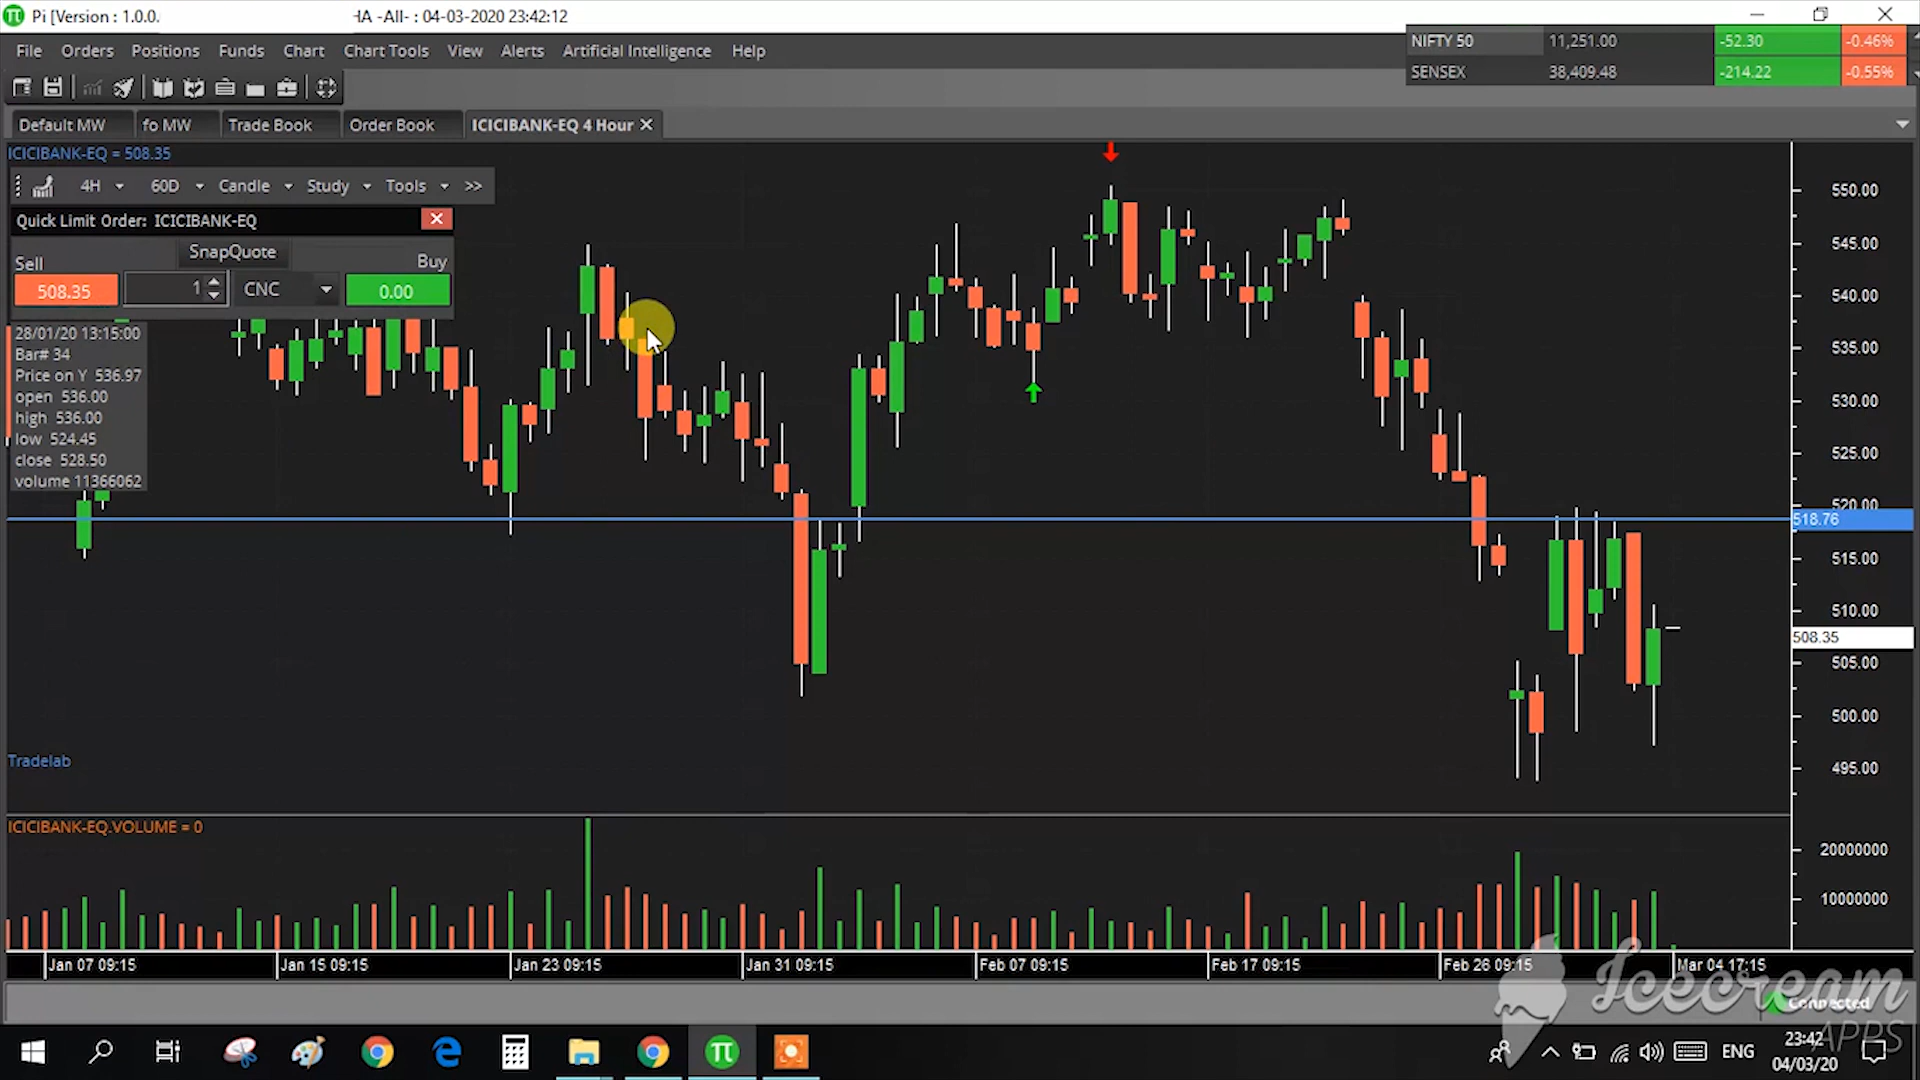 Pi [Version : 1.0.0.
HA -All- : 04-03-2020 23:42:12
File Orders Positions Funds Chart Chart Tools View Alerts Artificial Intelligence Help
NIFTY 50 11,251.00 -52.30 -0.46%
SENSEX 38,409.48 -214.22 -0.55%
Default MW fo MW Trade Book Order Book ICICIBANK-EQ 4 Hour
ICICIBANK-EQ = 508.35
4H 60D Candle Study Tools >>
Quick Limit Order: ICICIBANK-EQ
SnapQuote
Sell Buy
508.35 1 CNC 0.00
28/01/20 13:15:00
Bar# 34
Price on Y 536.97
open 536.00
high 536.00
low 524.45
close 528.50
volume 11366062
550.00
545.00
540.00
535.00
530.00
525.00
520.00
518.76
515.00
510.00
508.35
505.00
500.00
495.00
Tradelab
ICICIBANK-EQ.VOLUME = 0
20000000
10000000
Jan 07 09:15 Jan 15 09:15 Jan 23 09:15 Jan 31 09:15 Feb 07 09:15 Feb 17 09:15 Feb 26 09:15 Mar 04 17:15
Icecream
APPS
Connected
ENG
23:42
04/03/20